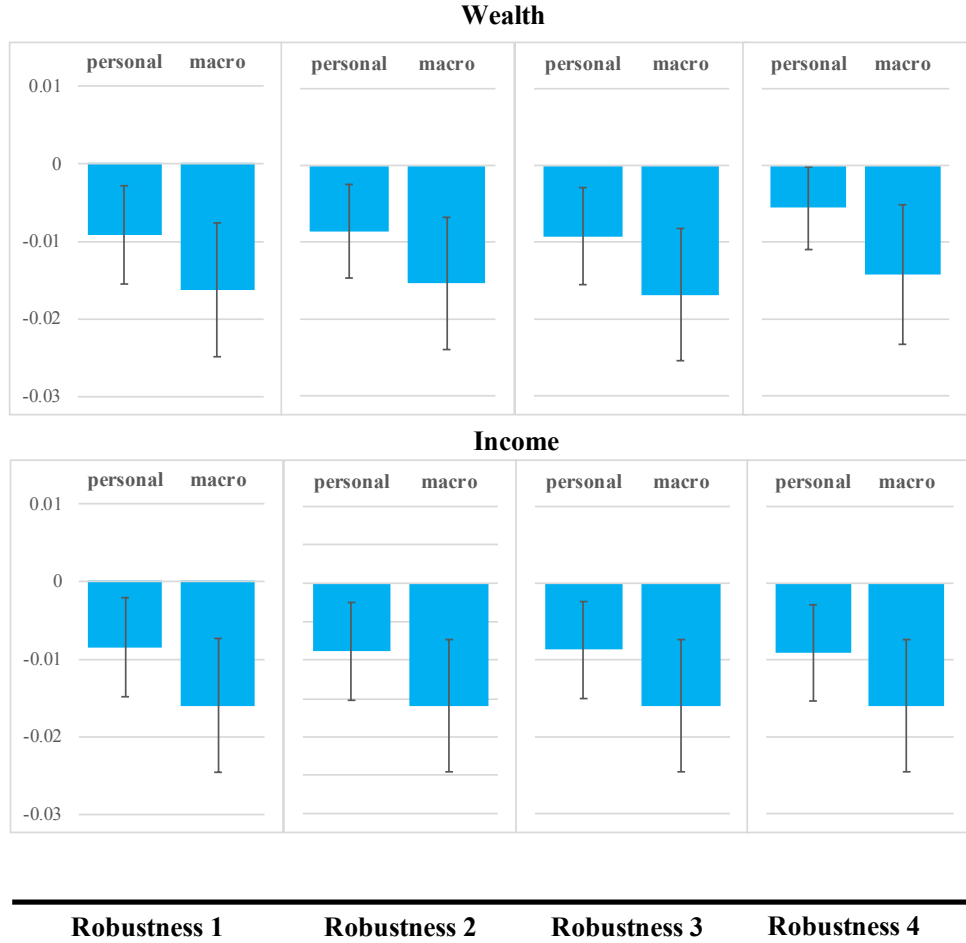 Wealth
personal macro personal macro personal macro personal macro
0.01
0
-0.01
-0.02
-0.03
Income
personal macro personal macro personal macro personal macro
0.01
0
-0.01
-0.02
-0.03
Robustness 1 Robustness 2 Robustness 3 Robustness 4